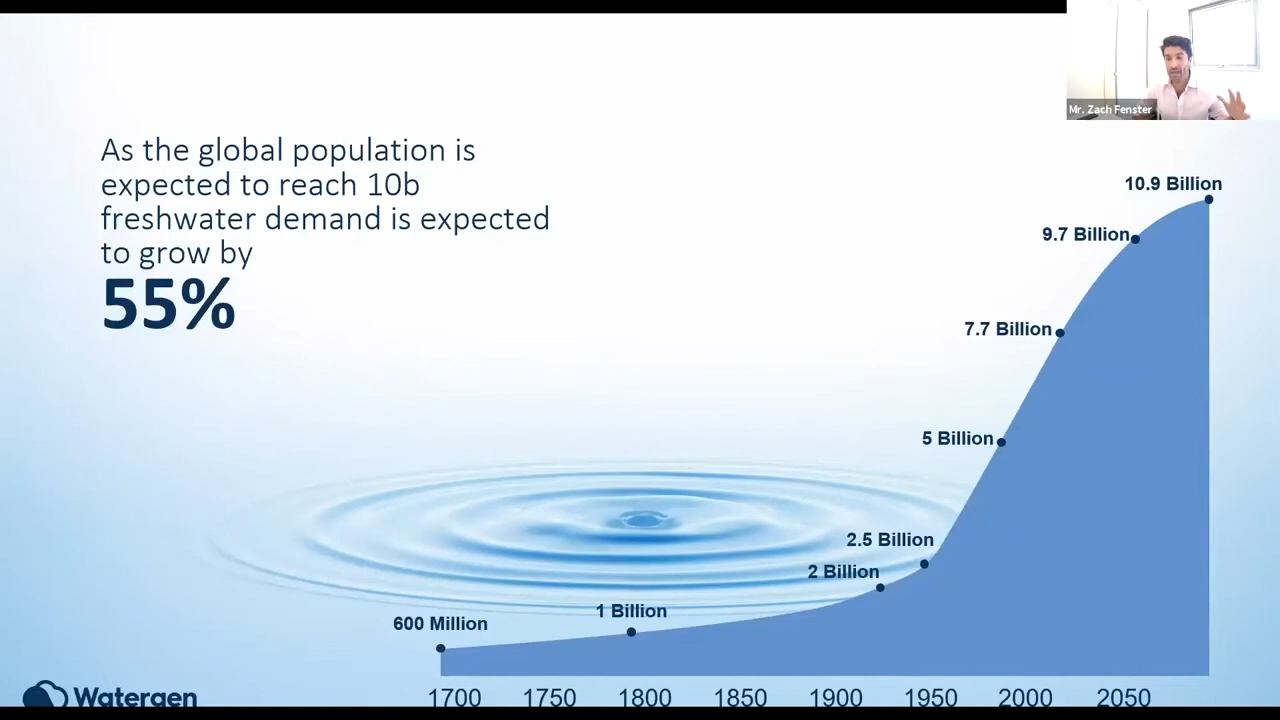 Mr. Zach Fenster
As the global population is
expected to reach 10b
freshwater demand is expected
to grow by
55%
10.9 Billion
9.7 Billion
7.7 Billion
5 Billion
2.5 Billion
2 Billion
1 Billion
600 Million
Watergen
1700 1750 1800 1850 1900 1950 2000 2050